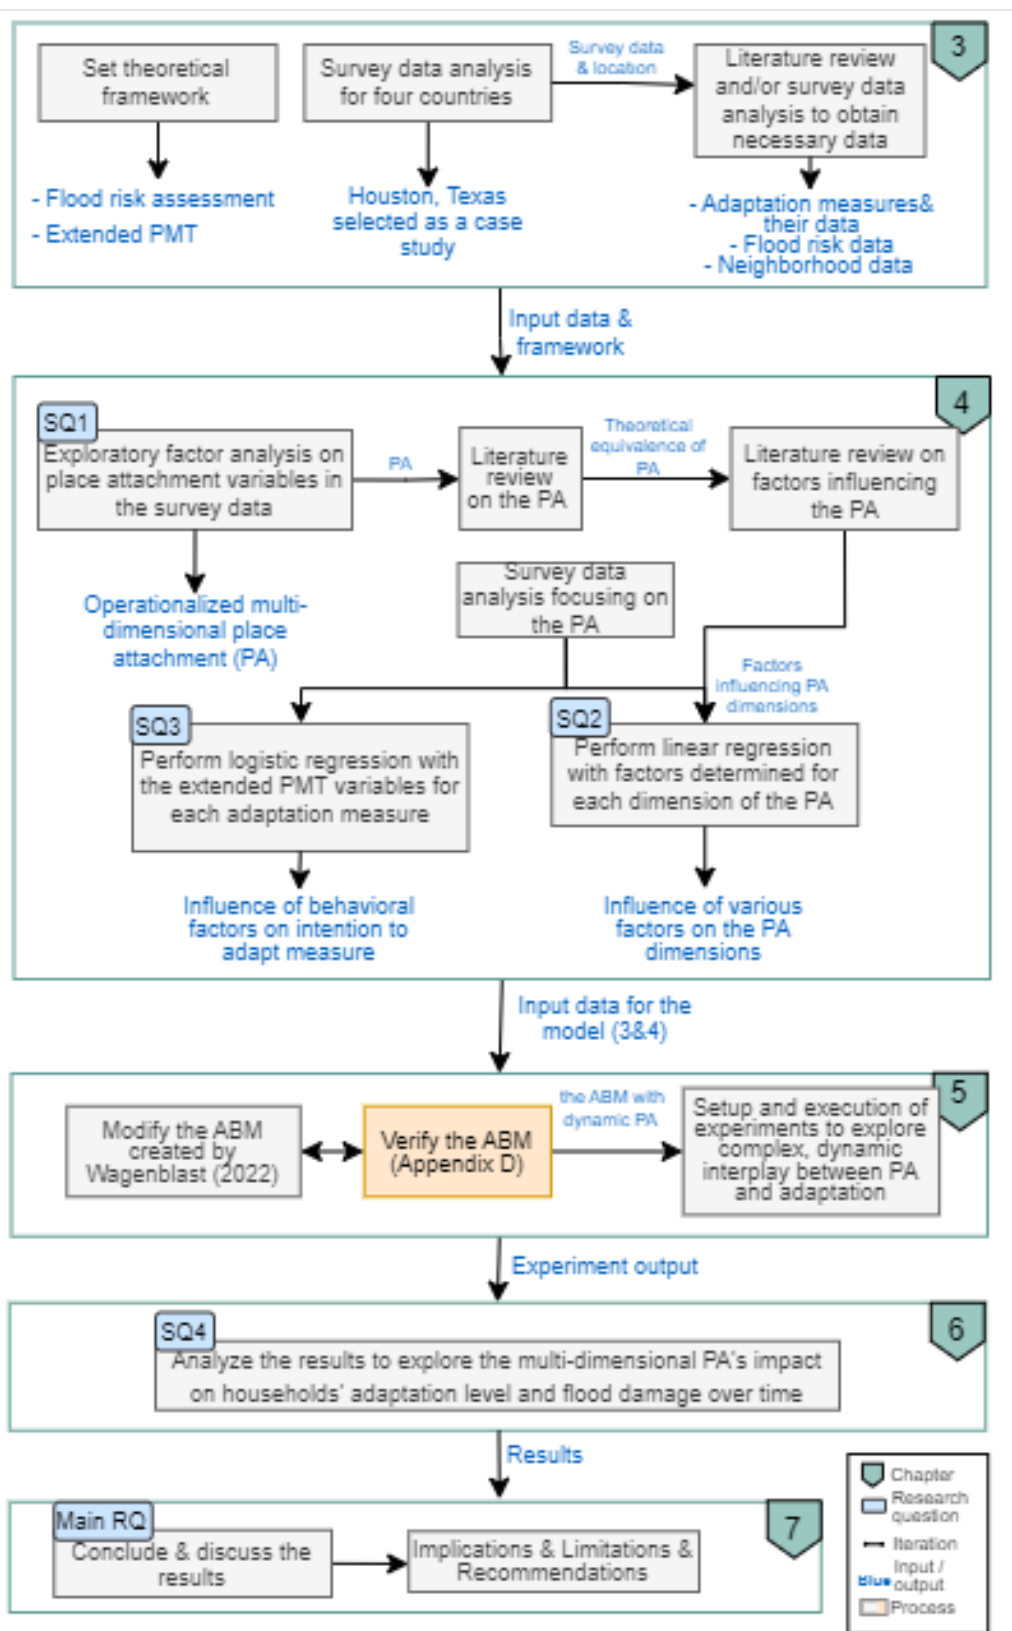 3
Set theoretical
framework
Survey data analysis
for four countries
Survey data
& location
Literature review
and/or survey data
analysis to obtain
necessary data
- Flood risk assessment
- Extended PMT
Houston, Texas
selected as a case
study
- Adaptation measures&
their data
- Flood risk data
- Neighborhood data
Input data &
framework
4
SQ1
Exploratory factor analysis on
place attachment variables in
the survey data
PA
Literature
review
on the PA
Theoretical
equivalence of
PA
Literature review on
factors influencing
the PA
Operationalized multi-
dimensional place
attachment (PA)
Survey data
analysis focusing on
the PA
Factors
influencing PA
dimensions
SQ3
Perform logistic regression with
the extended PMT variables for
each adaptation measure
SQ2
Perform linear regression
with factors determined for
each dimension of the PA
Influence of behavioral
factors on intention to
adapt measure
Influence of various
factors on the PA
dimensions
Input data for the
model (3&4)
5
Modify the ABM
created by
Wagenblast (2022)
Verify the ABM
(Appendix D)
the ABM with
dynamic PA
Setup and execution of
experiments to explore
complex, dynamic
interplay between PA
and adaptation
Experiment output
6
SQ4
Analyze the results to explore the multi-dimensional PA's impact
on households' adaptation level and flood damage over time
Results
7
Main RQ
Conclude & discuss the
results
Implications & Limitations &
Recommendations
Chapter
Research
question
Iteration
Blue Input /
output
Process